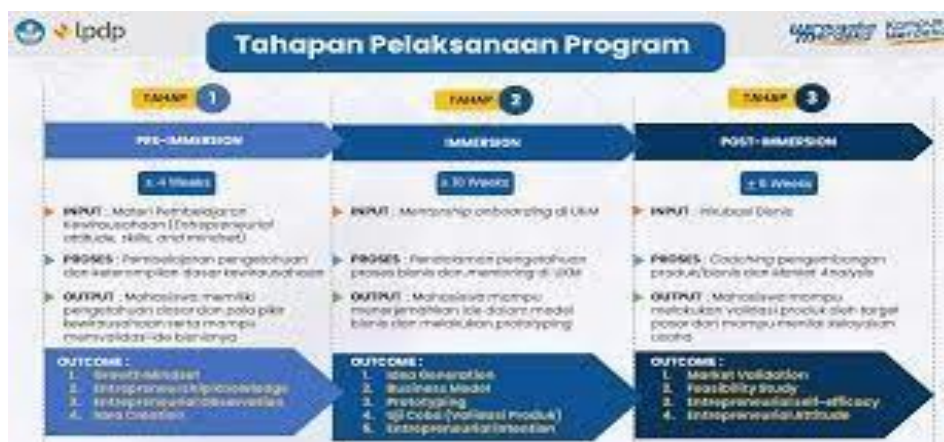 lpdp
Tahapan Pelaksanaan Program
TAHAP 1
PRE-IMMERSION
± 4 Weeks
INPUT : Materi Pembelajaran
Kewirausahaan (Entrepreneurial
attitude, skills, and mindset)
PROSES : Pembelajaran pengetahuan
dan keterampilan dasar kewirausahaan
OUTPUT : Mahasiswa memiliki
pengetahuan dasar dan pola pikir
kewirausahaan serta mampu
memvalidasi ide bisnisnya
OUTCOME :
1. Growth Mindset
2. Entrepreneurship Knowledge
3. Entrepreneurial Observation
4. Idea Creation
TAHAP 2
IMMERSION
± 10 Weeks
INPUT : Mentorship onboarding di UKM
PROSES : Pendalaman pengetahuan
proses bisnis dan mentoring di UKM
OUTPUT : Mahasiswa mampu
menerjemahkan ide dalam model
bisnis dan melakukan prototyping
OUTCOME :
1. Idea Generation
2. Business Model
3. Prototyping
4. Uji Coba (Validasi Produk)
5. Entrepreneurial Intention
TAHAP 3
POST-IMMERSION
INPUT : Inkubasi Bisnis
PROSES : Coaching pengembangan
produk/bisnis dan Market Analysis
OUTPUT : Mahasiswa mampu
melakukan validasi produk oleh target
pasar dan mampu menilai kelayakan
usaha
OUTCOME :
1. Market Validation
2. Feasibility Study
3. Entrepreneurial self-efficacy
4. Entrepreneurial Attitude